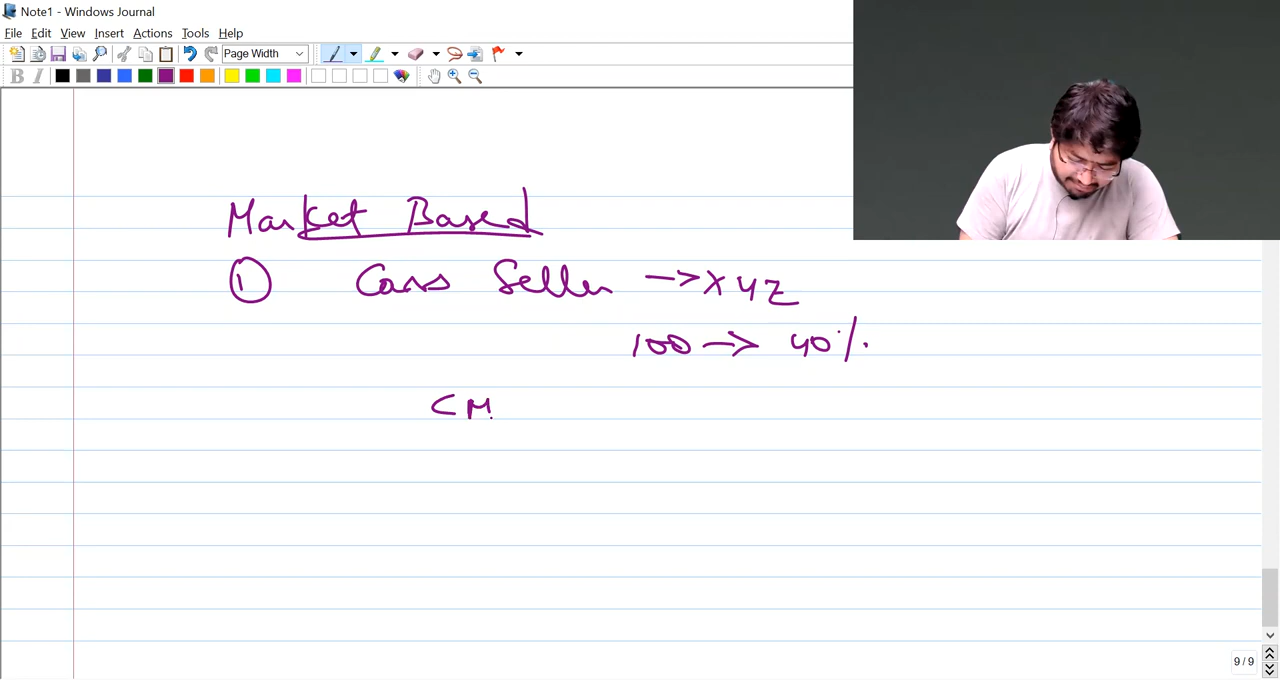 Note1 - Windows Journal
File Edit View Insert Actions Tools Help
Page Width
B I
Market Based
① Cars Seller → XYZ
100 → 40%.
CM
9 / 9